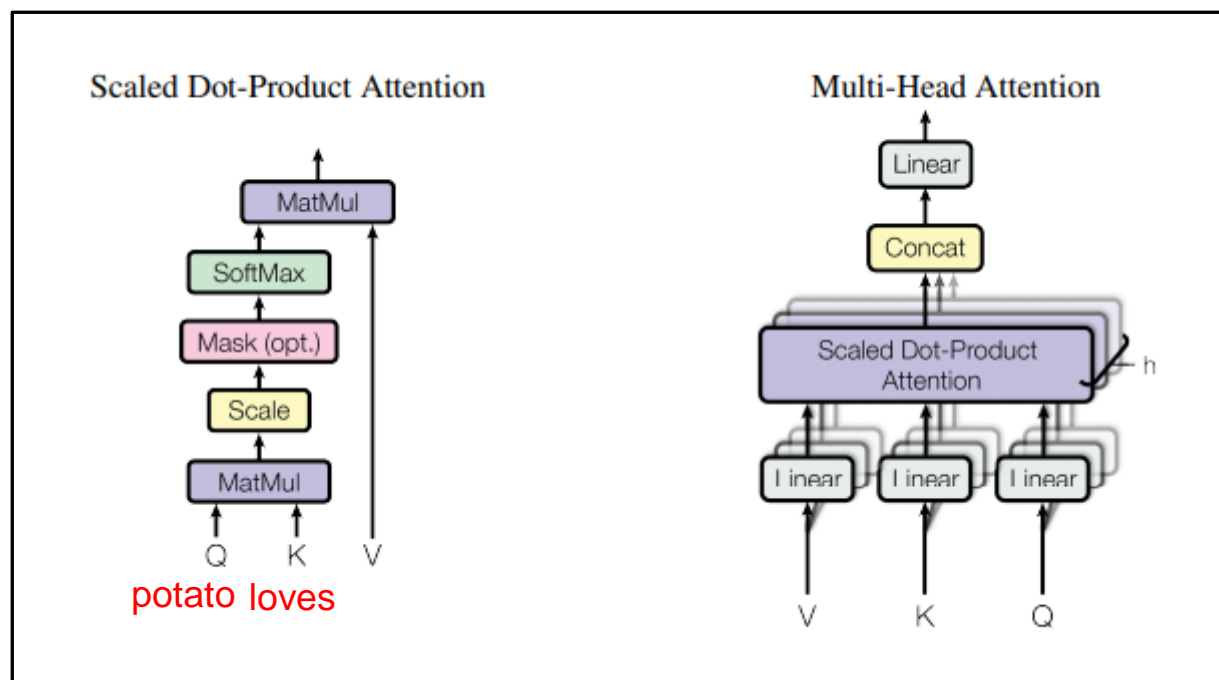 Scaled Dot-Product Attention
MatMul
SoftMax
Mask (opt.)
Scale
MatMul
Q K V
potato loves
Multi-Head Attention
Linear
Concat
Scaled Dot-Product
Attention
h
Linear Linear Linear
V K Q